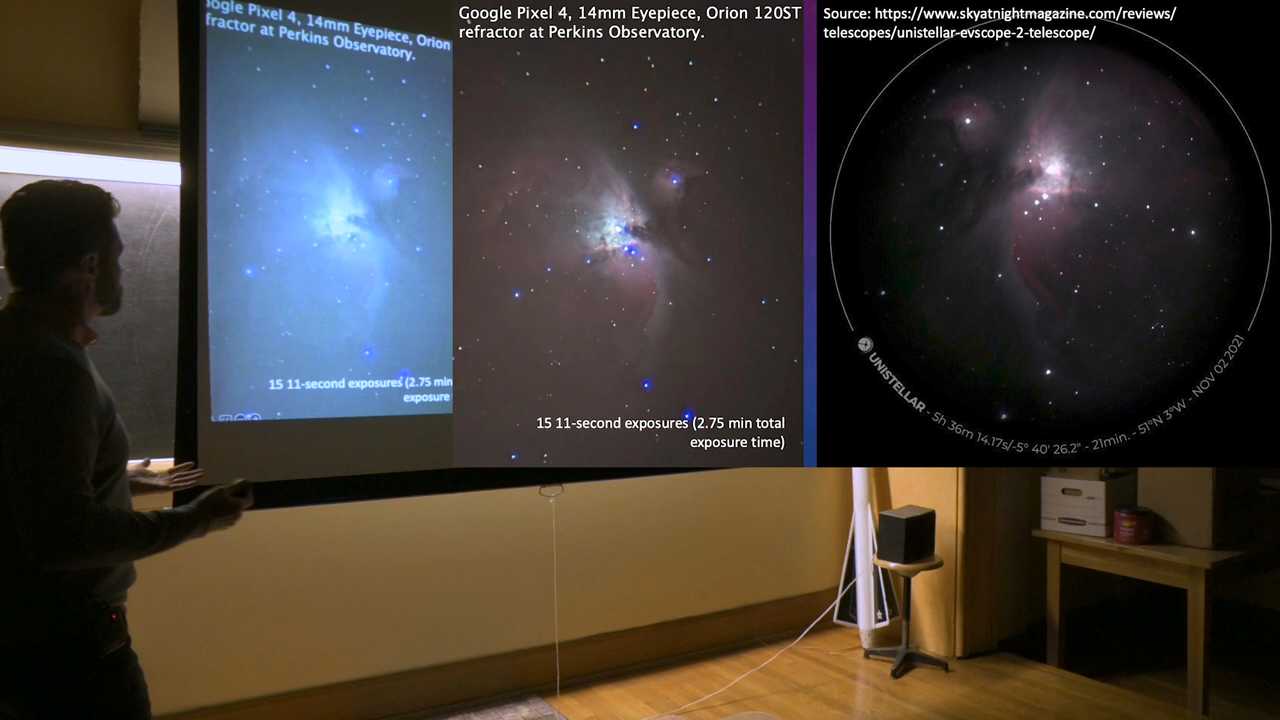 oogle Pixel 4, 14mm Eyepiece, Orion
fractor at Perkins Observatory.
15 11-second exposures (2.75 min
exposure
Google Pixel 4, 14mm Eyepiece, Orion 120ST
refractor at Perkins Observatory.
15 11-second exposures (2.75 min total
exposure time)
Source: https://www.skyatnightmagazine.com/reviews/
telescopes/unistellar-evscope-2-telescope/
UNISTELLAR - 5h 36m 14.17s/-5° 40' 26.2" - 21min. - 51°N 3°W - NOV 02 2021